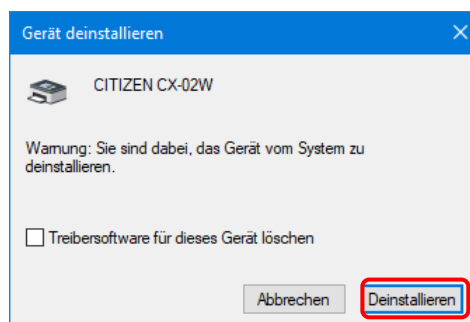 Gerät deinstallieren
CITIZEN CX-02W
Warnung: Sie sind dabei, das Gerät vom System zu
deinstallieren.
Treibersoftware für dieses Gerät löschen
Abbrechen
Deinstallieren